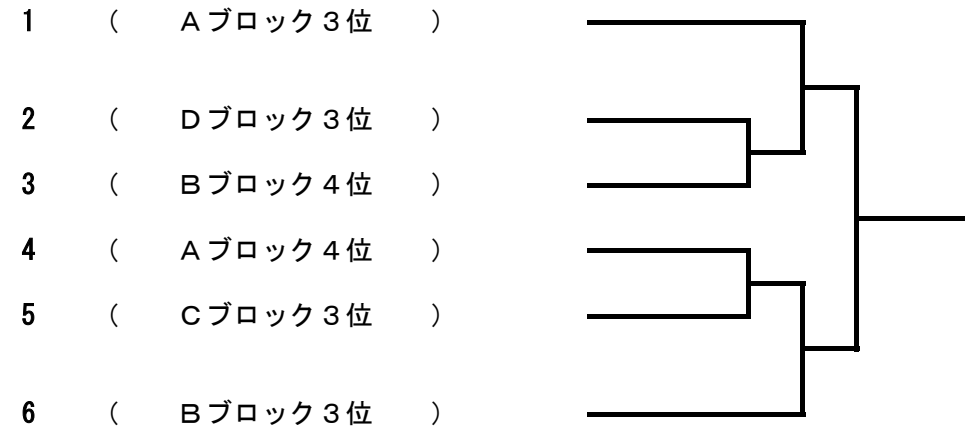 1 （ Ａブロック３位 ）
2 （ Ｄブロック３位 ）
3 （ Ｂブロック４位 ）
4 （ Ａブロック４位 ）
5 （ Ｃブロック３位 ）
6 （ Ｂブロック３位 ）